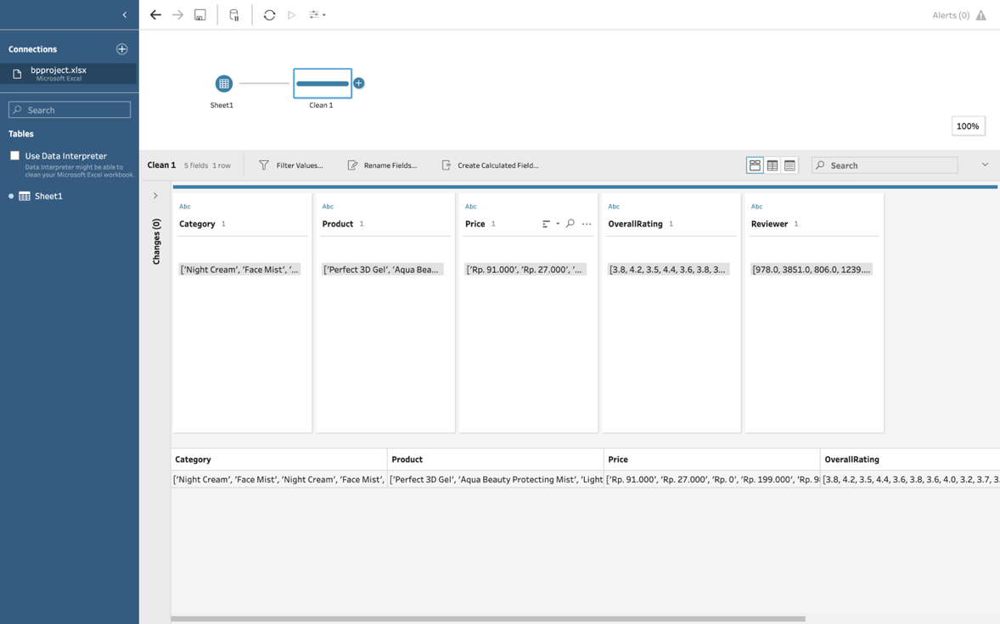 Alerts (0)
Connections
bpproject.xlsx
Microsoft Excel
Search
Tables
Use Data Interpreter
Data Interpreter might be able to
clean your Microsoft Excel workbook.
Sheet1
Sheet1
Clean 1
100%
Clean 1 5 fields 1 row Filter Values... Rename Fields... Create Calculated Field... Search
Changes (0)
Abc Abc Abc Abc Abc
Category 1 Product 1 Price 1 OverallRating 1 Reviewer 1
['Night Cream', 'Face Mist', '... ['Perfect 3D Gel', 'Aqua Bea... ['Rp. 91.000', 'Rp. 27.000', '... [3.8, 4.2, 3.5, 4.4, 3.6, 3.8, 3... [978.0, 3851.0, 806.0, 1239....
Category Product Price OverallRating
['Night Cream', 'Face Mist', 'Night Cream', 'Face Mist', ['Perfect 3D Gel', 'Aqua Beauty Protecting Mist', 'Light ['Rp. 91.000', 'Rp. 27.000', 'Rp. 0', 'Rp. 199.000', 'Rp. [3.8, 4.2, 3.5, 4.4, 3.6, 3.8, 3.6, 4.0, 3.2, 3.7,